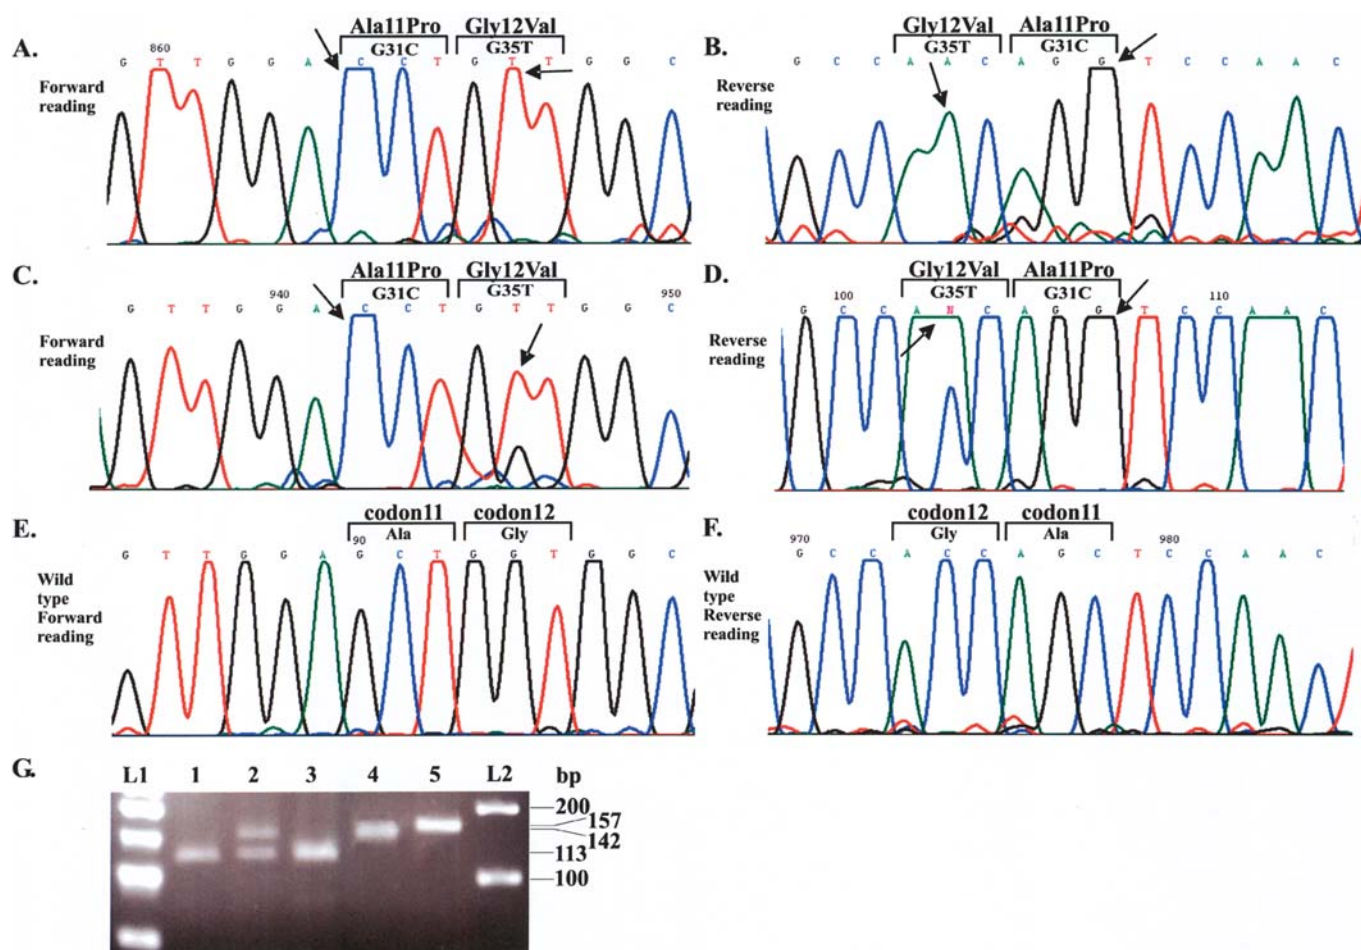 A.
Ala11Pro Gly12Val
G31C G35T
860
G T T G G A C C T G T T G G C
Forward
reading
B.
Gly12Val Ala11Pro
G35T G31C
G C C A A C A G G T C C A A C
Reverse
reading
C.
Ala11Pro Gly12Val
G31C G35T
940 950
G T T G G A C C T G T T G G C
Forward
reading
D.
Gly12Val Ala11Pro
G35T G31C
100 110
G C C A N C A G G T C C A A C
Reverse
reading
E.
codon11 codon12
Ala Gly
90
G T T G G A G C T G G T G G C
Wild
type
Forward
reading
F.
codon12 codon11
Gly Ala
970 980
G C C A C C A G C T C C A A C
Wild
type
Reverse
reading
G.
L1 1 2 3 4 5 L2 bp
200
157
142
113
100